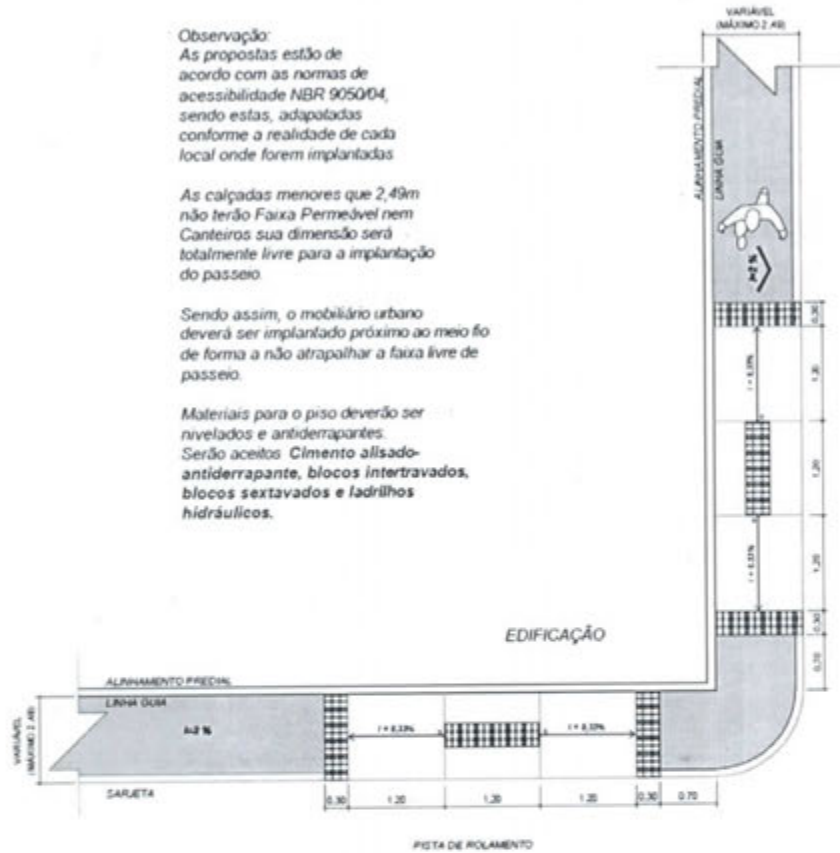 VARIÁVEL
(MÁXIMO 2.49)
Observação:
As propostas estão de
acordo com as normas de
acessibilidade NBR 9050/04,
sendo estas, adapatadas
conforme a realidade de cada
local onde forem implantadas
As calçadas menores que 2,49m
não terão Faixa Permeável nem
Canteiros sua dimensão será
totalmente livre para a implantação
do passeio.
Sendo assim, o mobiliário urbano
deverá ser implantado próximo ao meio fio
de forma a não atrapalhar a faixa livre de
passeio.
Materiais para o piso deverão ser
nivelados e antiderrapantes.
Serão aceitos Cimento alisado-
antiderrapante, blocos intertravados,
blocos sextavados e ladrilhos
hidráulicos.
ALINHAMENTO PREDIAL
LINHA GUIA
i=2 %
0,30
i = 8,33%
1,20
1,20
i = 8,33%
1,20
0,30
0,70
EDIFICAÇÃO
ALINHAMENTO PREDIAL
LINHA GUIA
VARIÁVEL
(MÁXIMO 2.49)
i=2 %
i = 8,33%
i = 8,33%
SARJETA
0,30
1,20
1,20
1,20
0,30
0,70
PISTA DE ROLAMENTO